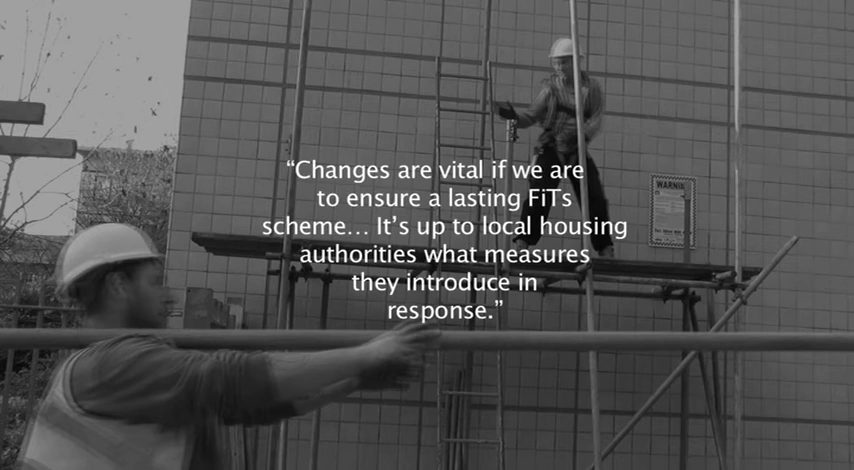 “Changes are vital if we are
to ensure a lasting FiTs
scheme… It’s up to local housing
authorities what measures
they introduce in
response.”
WARNING